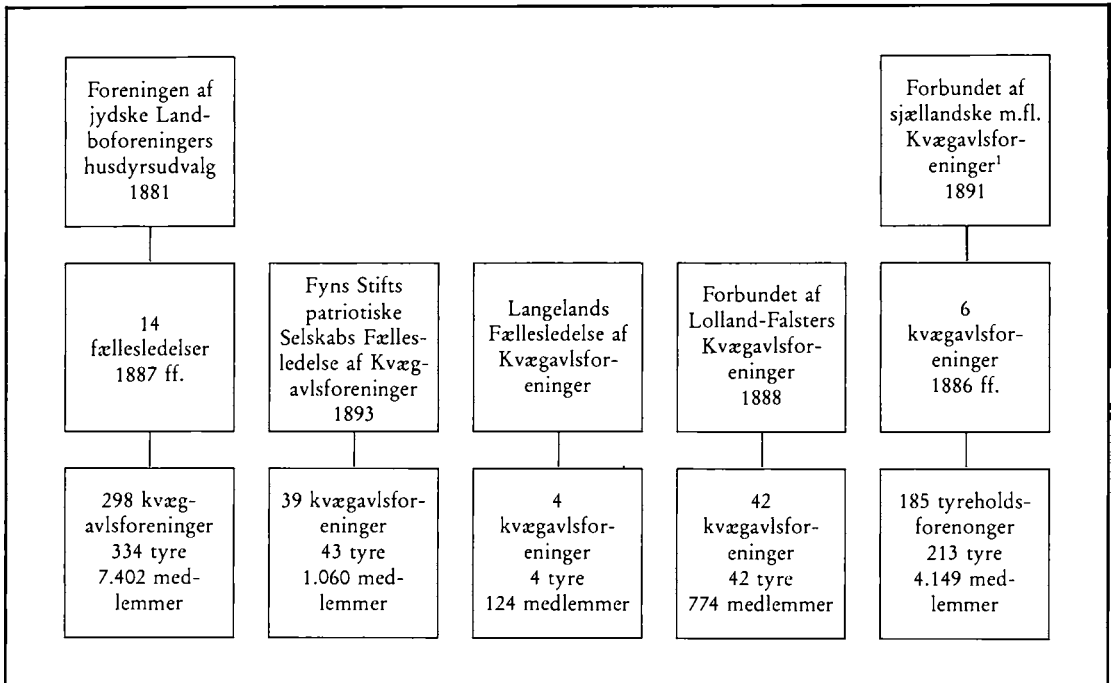 Foreningen af
jydske Land-
boforeningers
husdyrsudvalg
1881
Forbundet af
sjællandske m.fl.
Kvægavlsfor-
eninger¹
1891
14
fællesledelser
1887 ff.
Fyns Stifts
patriotiske
Selskabs Fælles-
ledelse af Kvæg-
avlsforeninger
1893
Langelands
Fællesledelse af
Kvægavlsfor-
eninger
Forbundet af
Lolland-Falsters
Kvægavlsfor-
eninger
1888
6
kvægavlsfor-
eninger
1886 ff.
298 kvæg-
avlsforeninger
334 tyre
7.402 med-
lemmer
39 kvægavlsfor-
eninger
43 tyre
1.060 med-
lemmer
4
kvægavlsfor-
eninger
4 tyre
124 medlemmer
42
kvægavlsfor-
eninger
42 tyre
774 medlemmer
185 tyreholds-
forenonger
213 tyre
4.149 med-
lemmer